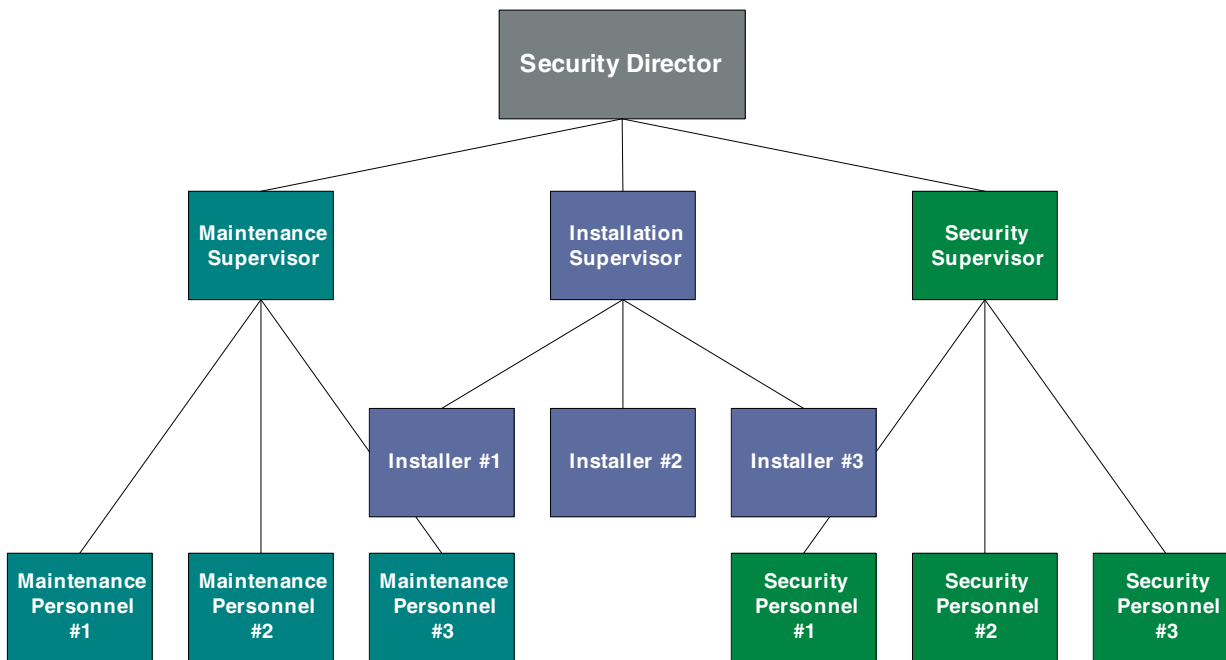 Security Director
Maintenance
Supervisor
Installation
Supervisor
Security
Supervisor
Installer #1
Installer #2
Installer #3
Maintenance
Personnel
#1
Maintenance
Personnel
#2
Maintenance
Personnel
#3
Security
Personnel
#1
Security
Personnel
#2
Security
Personnel
#3